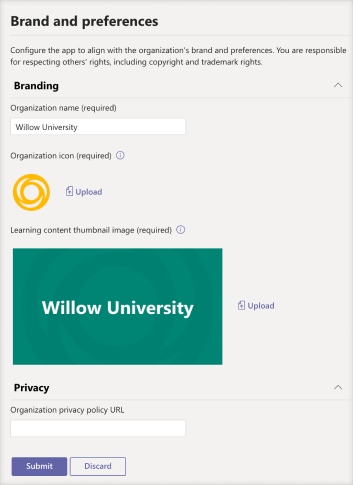 Brand and preferences
Configure the app to align with the organization's brand and preferences. You are responsible
for respecting others' rights, including copyright and trademark rights.
Branding
Organization name (required)
Willow University
Organization icon (required)
Upload
Learning content thumbnail image (required)
Willow University
Upload
Privacy
Organization privacy policy URL
Submit
Discard